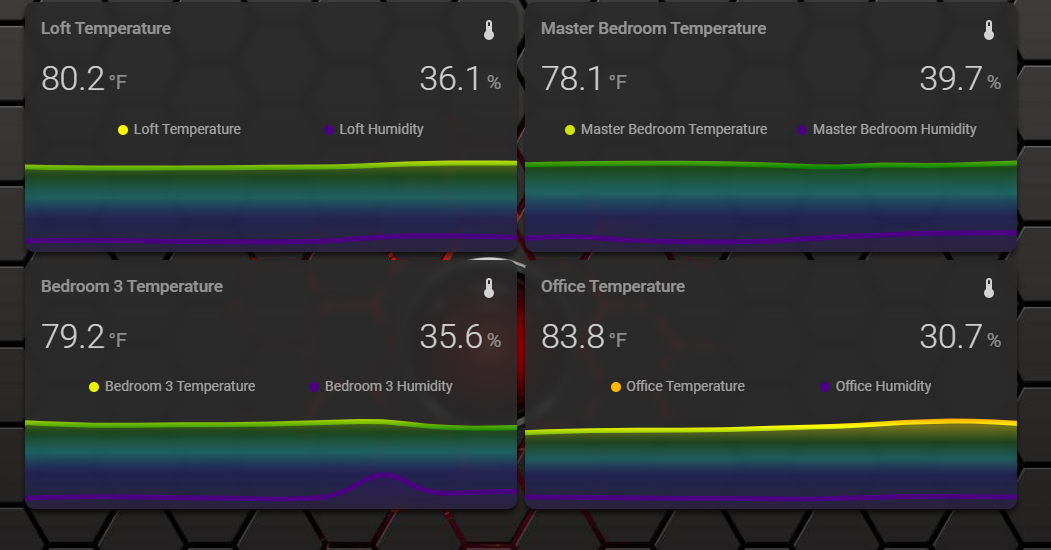 Loft Temperature
80.2 °F 36.1 %
Loft Temperature Loft Humidity
Master Bedroom Temperature
78.1 °F 39.7 %
Master Bedroom Temperature Master Bedroom Humidity
Bedroom 3 Temperature
79.2 °F 35.6 %
Bedroom 3 Temperature Bedroom 3 Humidity
Office Temperature
83.8 °F 30.7 %
Office Temperature Office Humidity